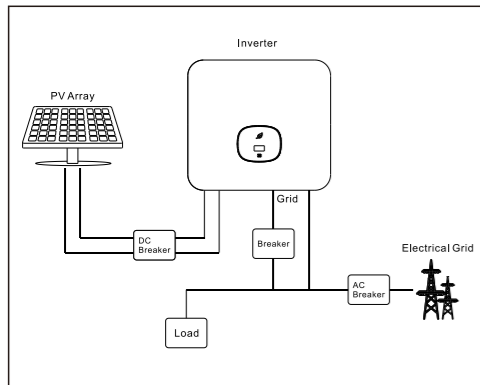 Inverter
PV Array
Grid
DC
Breaker
Breaker
Electrical Grid
AC
Breaker
Load